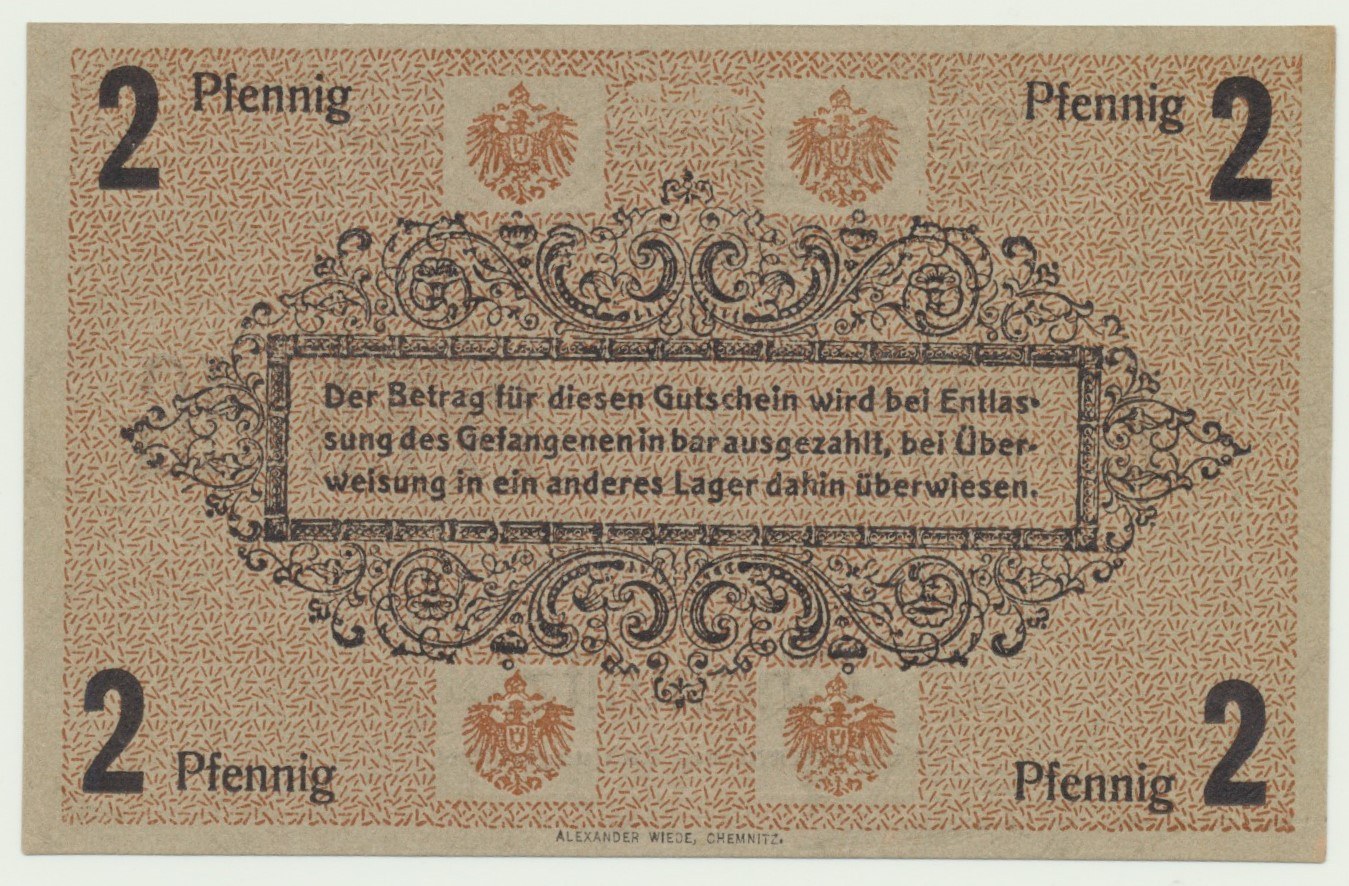 2 Pfennig
Pfennig 2
Der Betrag für diesen Gutschein wird bei Entlas-
sung des Gefangenen in bar ausgezahlt, bei Über-
weisung in ein anderes Lager dahin überwiesen.
2 Pfennig
Pfennig 2
ALEXANDER WIEDE, CHEMNITZ.